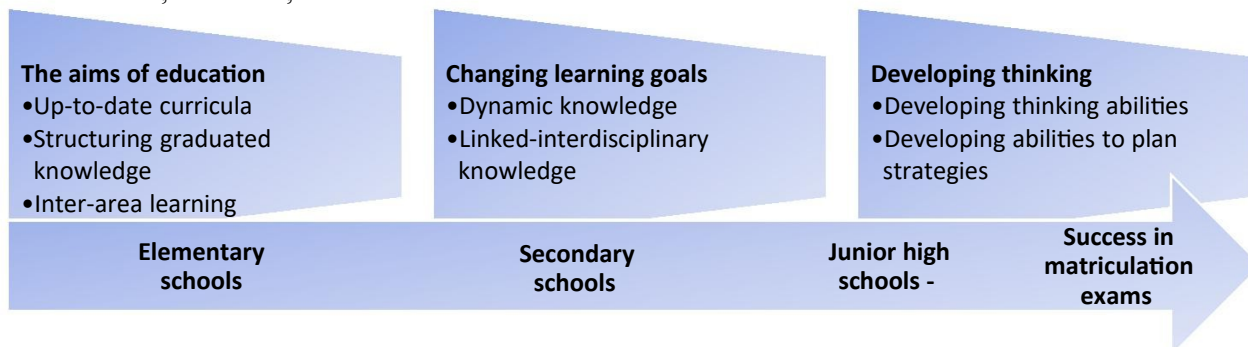 The aims of education
•Up-to-date curricula
•Structuring graduated
knowledge
•Inter-area learning
Changing learning goals
•Dynamic knowledge
•Linked-interdisciplinary
knowledge
Developing thinking
•Developing thinking abilities
•Developing abilities to plan
strategies
Elementary
schools
Secondary
schools
Junior high
schools -
Success in
matriculation
exams